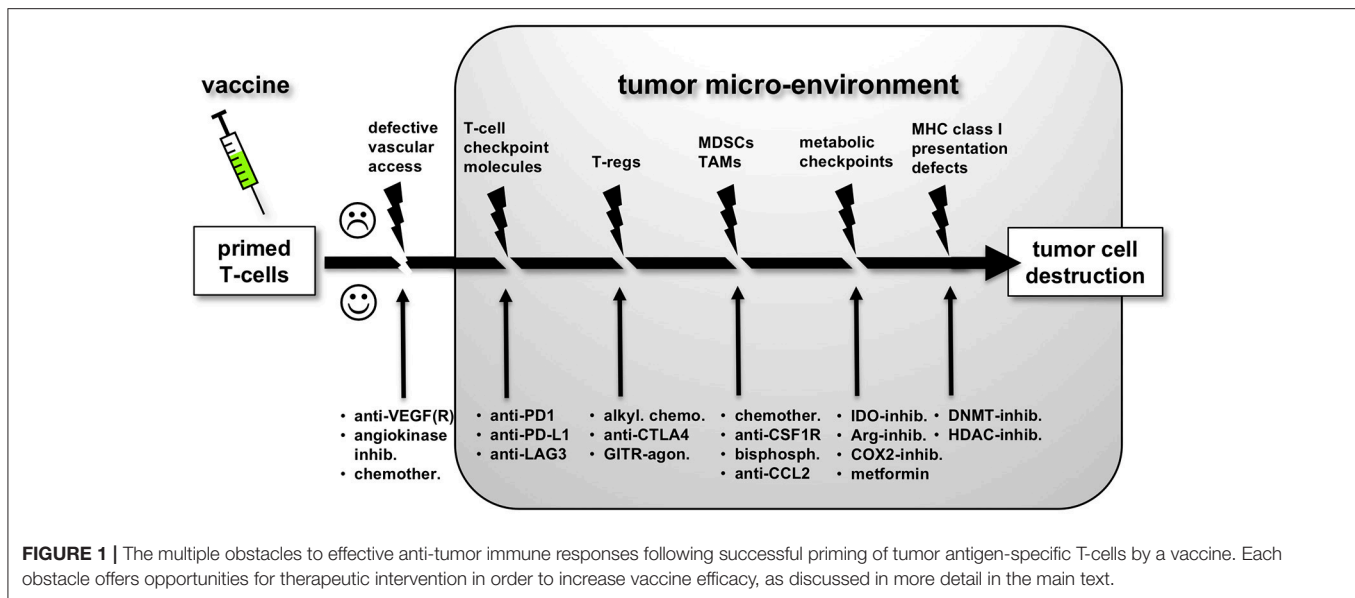 vaccine
tumor micro-environment
defective
vascular
access
T-cell
checkpoint
molecules
T-regs
MDSCs
TAMs
metabolic
checkpoints
MHC class I
presentation
defects
primed
T-cells
tumor cell
destruction
• anti-VEGF(R)
• angiokinase
inhib.
• chemother.
• anti-PD1
• anti-PD-L1
• anti-LAG3
• alkyl. chemo.
• anti-CTLA4
• GITR-agon.
• chemother.
• anti-CSF1R
• bisphosph.
• anti-CCL2
• IDO-inhib.
• Arg-inhib.
• COX2-inhib.
• metformin
• DNMT-inhib.
• HDAC-inhib.
FIGURE 1 | The multiple obstacles to effective anti-tumor immune responses following successful priming of tumor antigen-specific T-cells by a vaccine. Each
obstacle offers opportunities for therapeutic intervention in order to increase vaccine efficacy, as discussed in more detail in the main text.